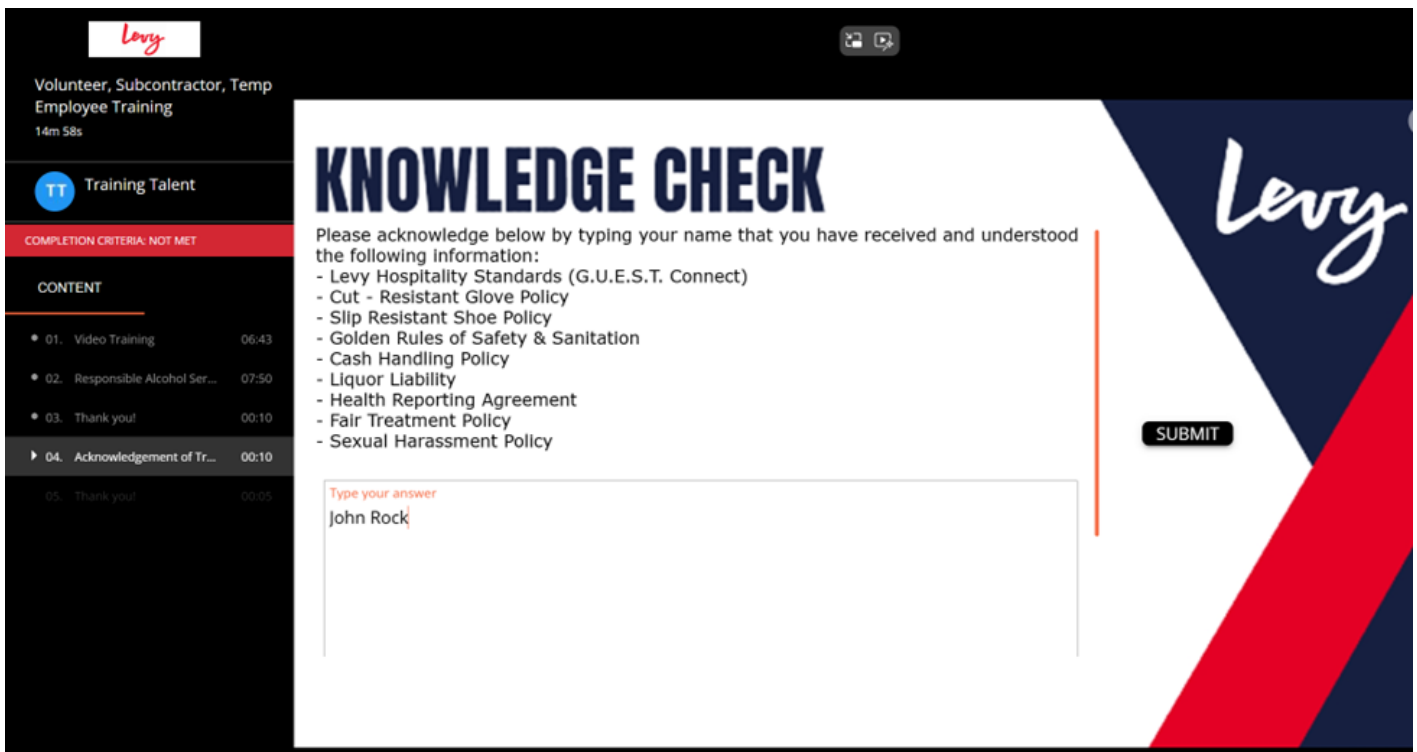 Levy
Volunteer, Subcontractor, Temp
Employee Training
14m 58s
TT Training Talent
COMPLETION CRITERIA: NOT MET
CONTENT
01. Video Training 06:43
02. Responsible Alcohol Ser... 07:50
03. Thank you! 00:10
04. Acknowledgement of Tr... 00:10
05. Thank you! 00:05
KNOWLEDGE CHECK
Please acknowledge below by typing your name that you have received and understood
the following information:
- Levy Hospitality Standards (G.U.E.S.T. Connect)
- Cut - Resistant Glove Policy
- Slip Resistant Shoe Policy
- Golden Rules of Safety & Sanitation
- Cash Handling Policy
- Liquor Liability
- Health Reporting Agreement
- Fair Treatment Policy
- Sexual Harassment Policy
Type your answer
John Rock
SUBMIT
Levy